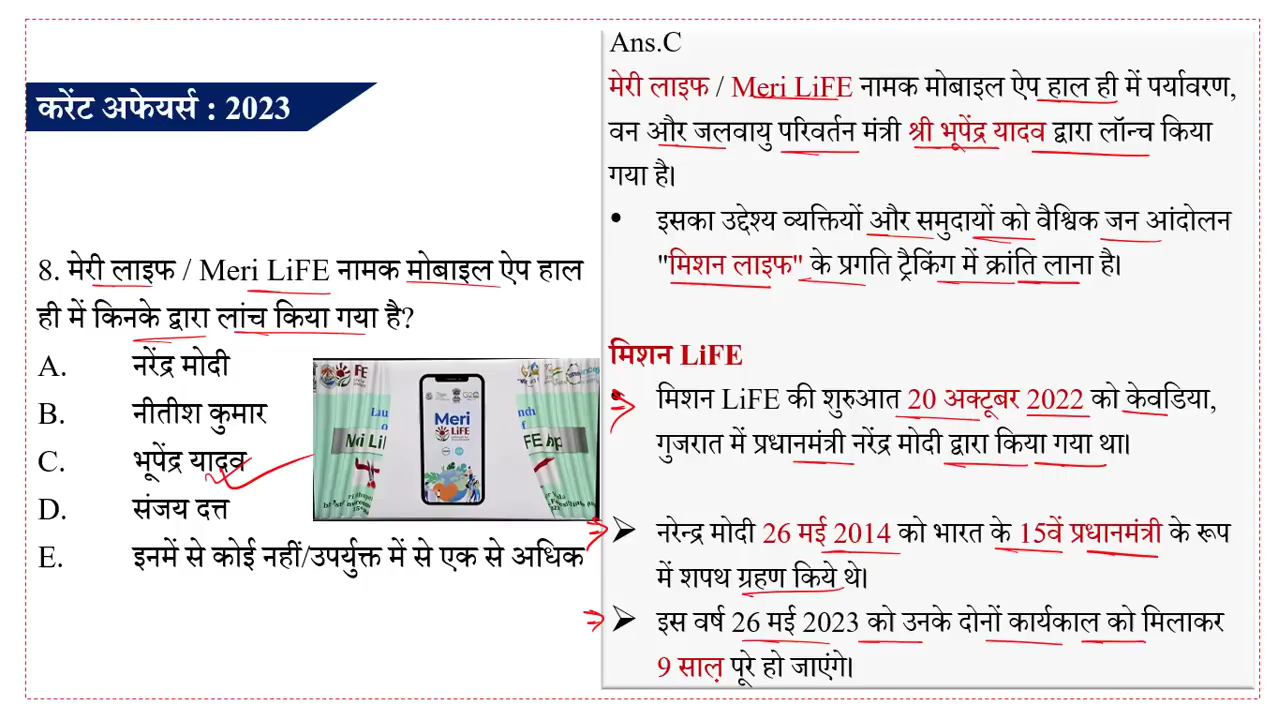 करेंट अफेयर्स : 2023
8. मेरी लाइफ / Meri LiFE नामक मोबाइल ऐप हाल
ही में किनके द्वारा लांच किया गया है?
A. नरेंद्र मोदी
B. नीतीश कुमार
C. भूपेंद्र यादव
D. संजय दत्त
E. इनमें से कोई नहीं/उपर्युक्त में से एक से अधिक
Meri
LiFE
Ans.C
मेरी लाइफ / Meri LiFE नामक मोबाइल ऐप हाल ही में पर्यावरण,
वन और जलवायु परिवर्तन मंत्री श्री भूपेंद्र यादव द्वारा लॉन्च किया
गया है।
• इसका उद्देश्य व्यक्तियों और समुदायों को वैश्विक जन आंदोलन
"मिशन लाइफ" के प्रगति ट्रैकिंग में क्रांति लाना है।
मिशन LiFE
मिशन LiFE की शुरुआत 20 अक्टूबर 2022 को केवडिया,
गुजरात में प्रधानमंत्री नरेंद्र मोदी द्वारा किया गया था।
➢ नरेन्द्र मोदी 26 मई 2014 को भारत के 15वें प्रधानमंत्री के रूप
में शपथ ग्रहण किये थे।
➢ इस वर्ष 26 मई 2023 को उनके दोनों कार्यकाल को मिलाकर
9 साल पूरे हो जाएंगे।